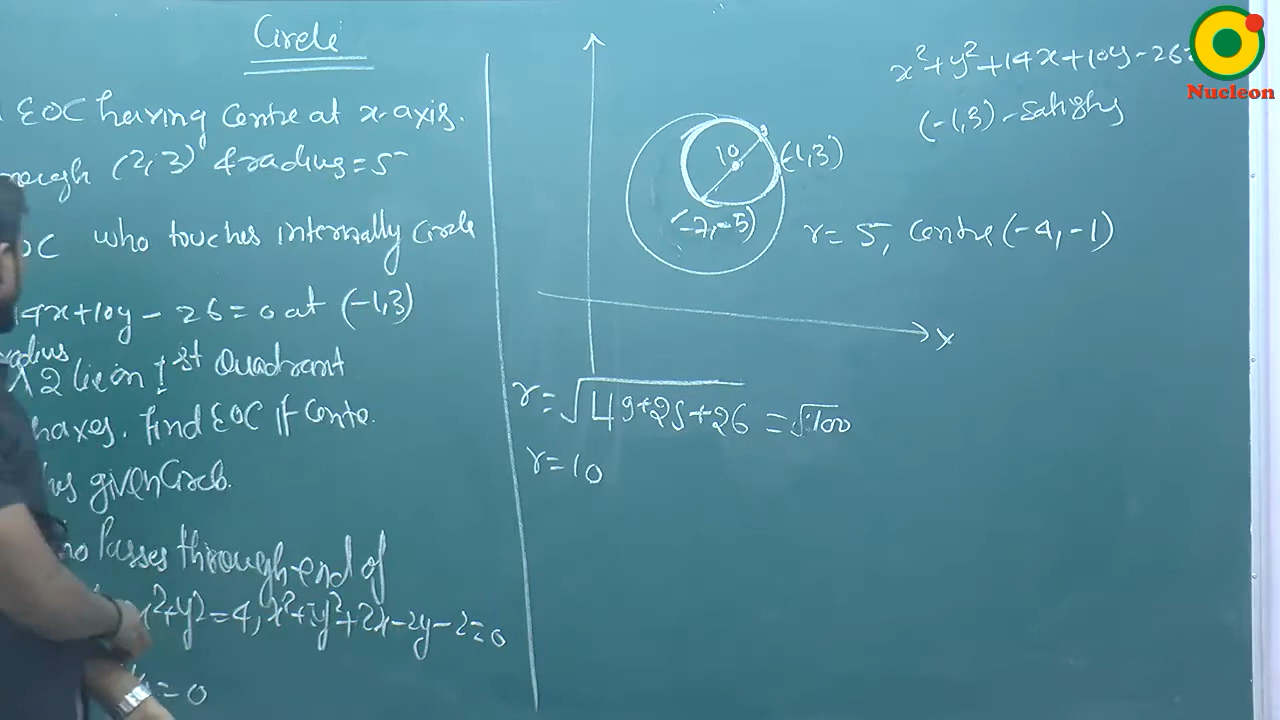 Circle
EOC having Centre at x-axis.
(2,3) & radius=5
who touches internally Circle
4x+10y-26=0 at (-1,3)
radius
2 lie on Ist Quadrant
axes. find EOC if Centre
given Circle.
Passes through end of
x²+y²=4, x²+y²+2x-2y-2=0
=0
10
(-1,3)
(-7,-5)
r=5, Centre(-4,-1)
x
r=√49+25+26 =√100
r=10
x²+y²+14x+10y-26=
(-1,3)-satisfy
Nucleon